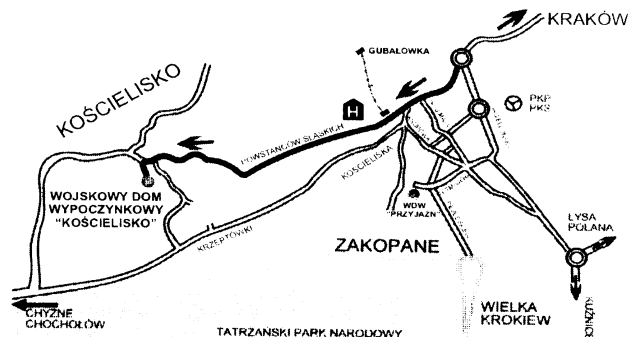 KRAKÓW
GUBAŁÓWKA
KOŚCIELISKO
H
PKP
PKS
POWSTAŃCÓW ŚLĄSKICH
KOŚCIELISKA
WOJSKOWY DOM
WYPOCZYNKOWY
"KOŚCIELISKO"
WDW
"PRZYJAŹŃ"
KRZEPTÓWKI
ZAKOPANE
ŁYSA
POLANA
CHYŻNE
CHOCHOŁÓW
WIELKA
KROKIEW
KUŹNICE
TATRZAŃSKI PARK NARODOWY